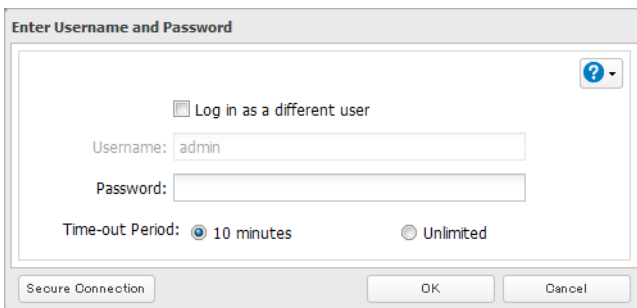 Enter Username and Password
?
Log in as a different user
Username: admin
Password:
Time-out Period: 10 minutes Unlimited
Secure Connection OK Cancel